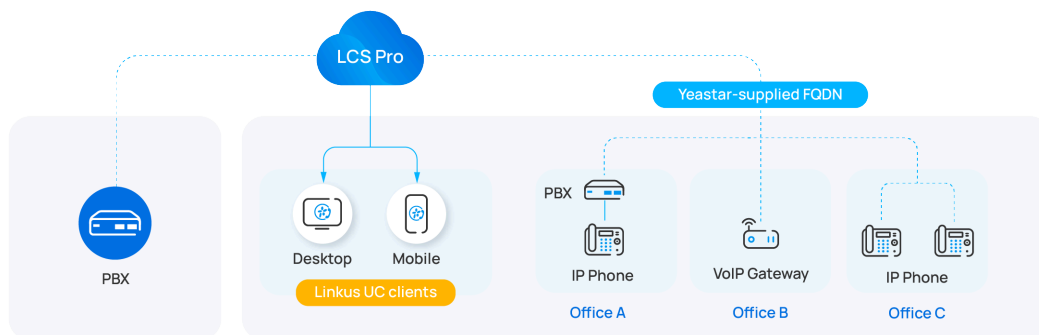 LCS Pro
Yeastar-supplied FQDN
PBX
Desktop
Mobile
Linkus UC clients
PBX
IP Phone
Office A
VoIP Gateway
Office B
IP Phone
Office C